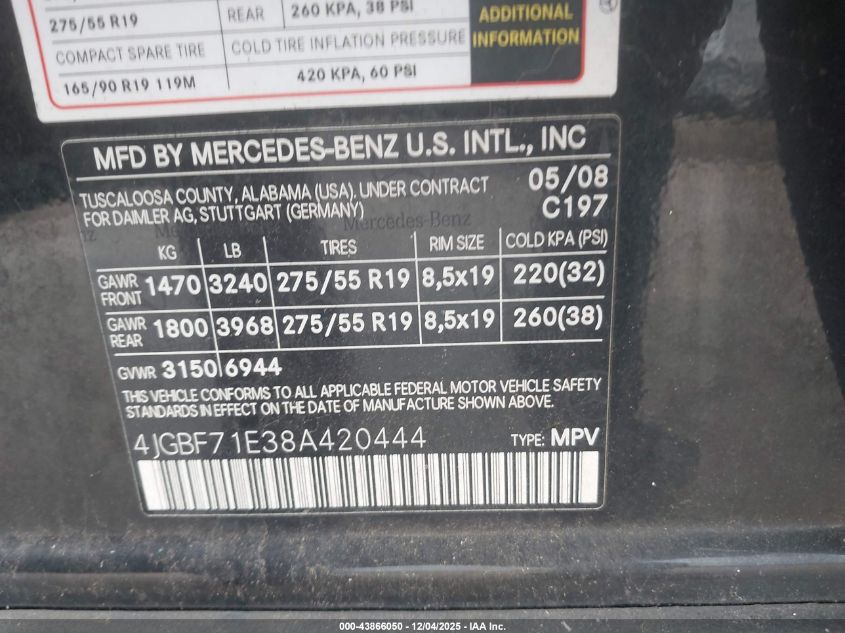 275/55 R19 REAR 260 KPA, 38 PSI
COMPACT SPARE TIRE COLD TIRE INFLATION PRESSURE
165/90 R19 119M 420 KPA, 60 PSI
ADDITIONAL
INFORMATION
MFD BY MERCEDES-BENZ U.S. INTL., INC
TUSCALOOSA COUNTY, ALABAMA (USA). UNDER CONTRACT 05/08
FOR DAIMLER AG, STUTTGART (GERMANY) C197
Mercedes-Benz
KG LB TIRES RIM SIZE COLD KPA (PSI)
GAWR FRONT 1470 3240 275/55 R19 8,5x19 220(32)
GAWR REAR 1800 3968 275/55 R19 8,5x19 260(38)
GVWR 3150 6944
THIS VEHICLE CONFORMS TO ALL APPLICABLE FEDERAL MOTOR VEHICLE SAFETY
STANDARDS IN EFFECT ON THE DATE OF MANUFACTURE SHOWN ABOVE.
4JGBF71E38A420444 TYPE: MPV
000-43866050 - 12/04/2025 - IAA Inc.